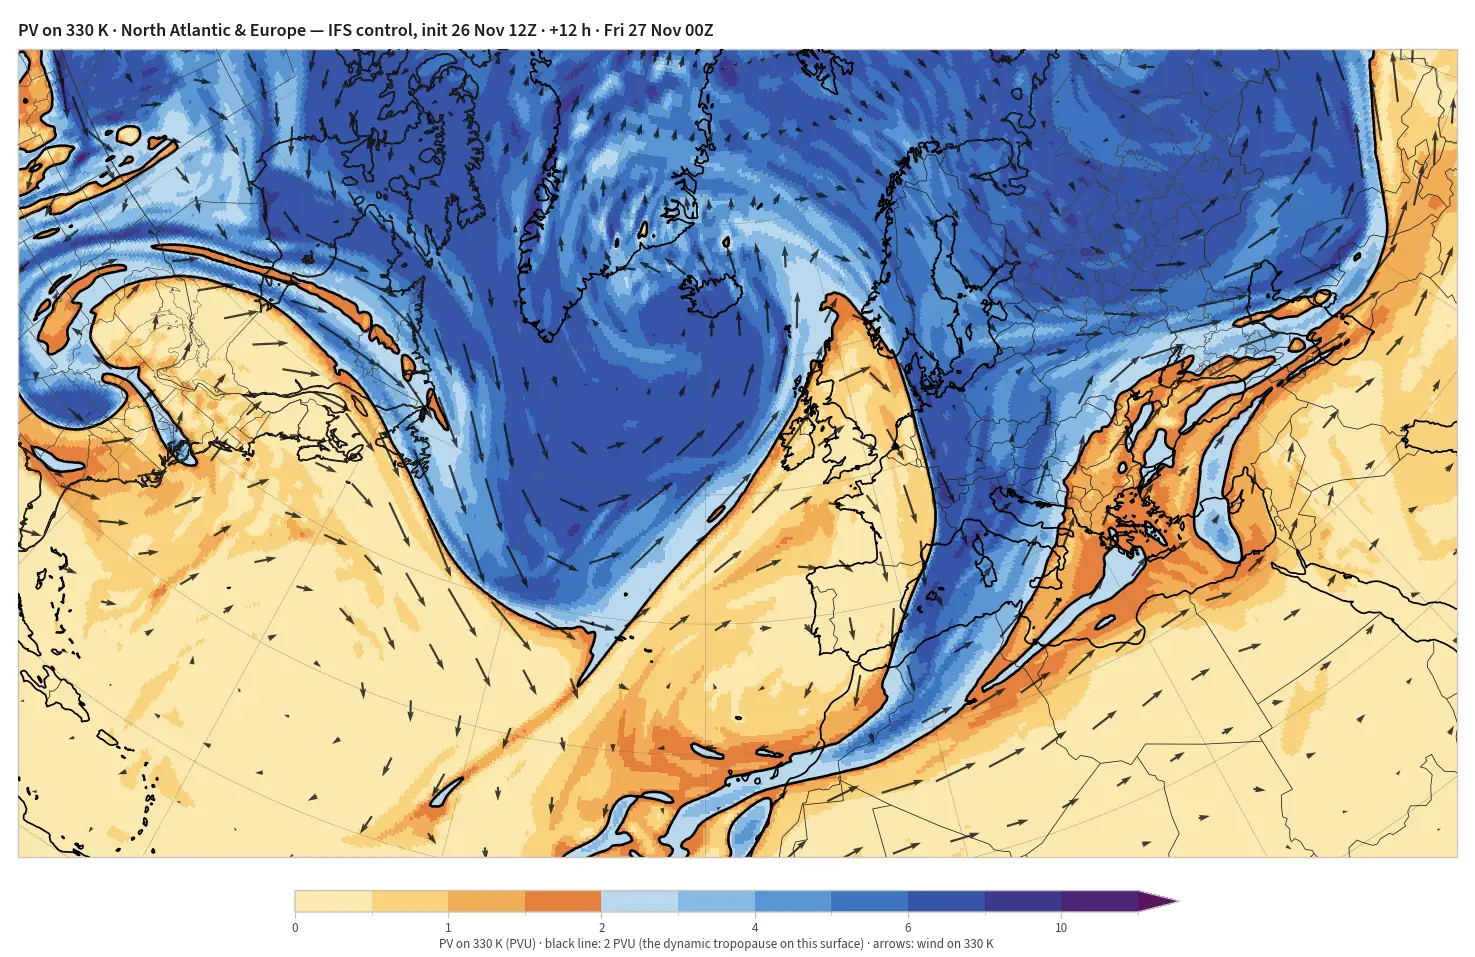 PV on 330 K · North Atlantic & Europe — IFS control, init 26 Nov 12Z · +12 h · Fri 27 Nov 00Z
0 1 2 4 6 10
PV on 330 K (PVU) · black line: 2 PVU (the dynamic tropopause on this surface) · arrows: wind on 330 K